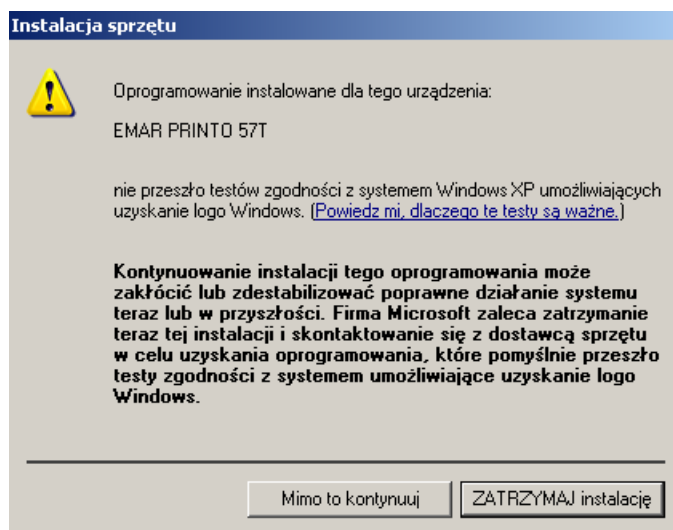 Instalacja sprzętu
Oprogramowanie instalowane dla tego urządzenia:
EMAR PRINTO 57T
nie przeszło testów zgodności z systemem Windows XP umożliwiających
uzyskanie logo Windows. (Powiedz mi, dlaczego te testy są ważne.)
Kontynuowanie instalacji tego oprogramowania może
zakłócić lub zdestabilizować poprawne działanie systemu
teraz lub w przyszłości. Firma Microsoft zaleca zatrzymanie
teraz tej instalacji i skontaktowanie się z dostawcą sprzętu
w celu uzyskania oprogramowania, które pomyślnie przeszło
testy zgodności z systemem umożliwiające uzyskanie logo
Windows.
Mimo to kontynuuj
ZATRZYMAJ instalację